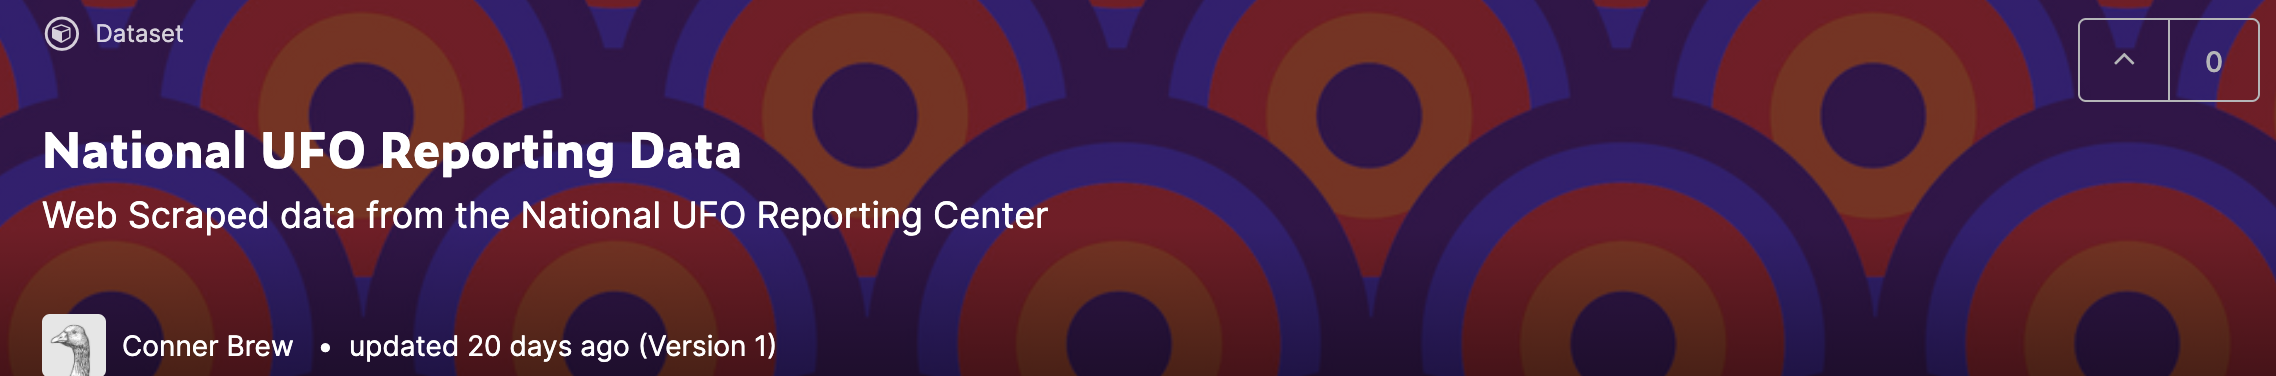 Dataset
0
National UFO Reporting Data
Web Scraped data from the National UFO Reporting Center
Conner Brew • updated 20 days ago (Version 1)